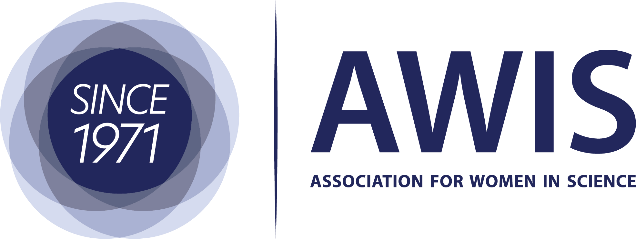 SINCE
1971
AWIS
ASSOCIATION FOR WOMEN IN SCIENCE